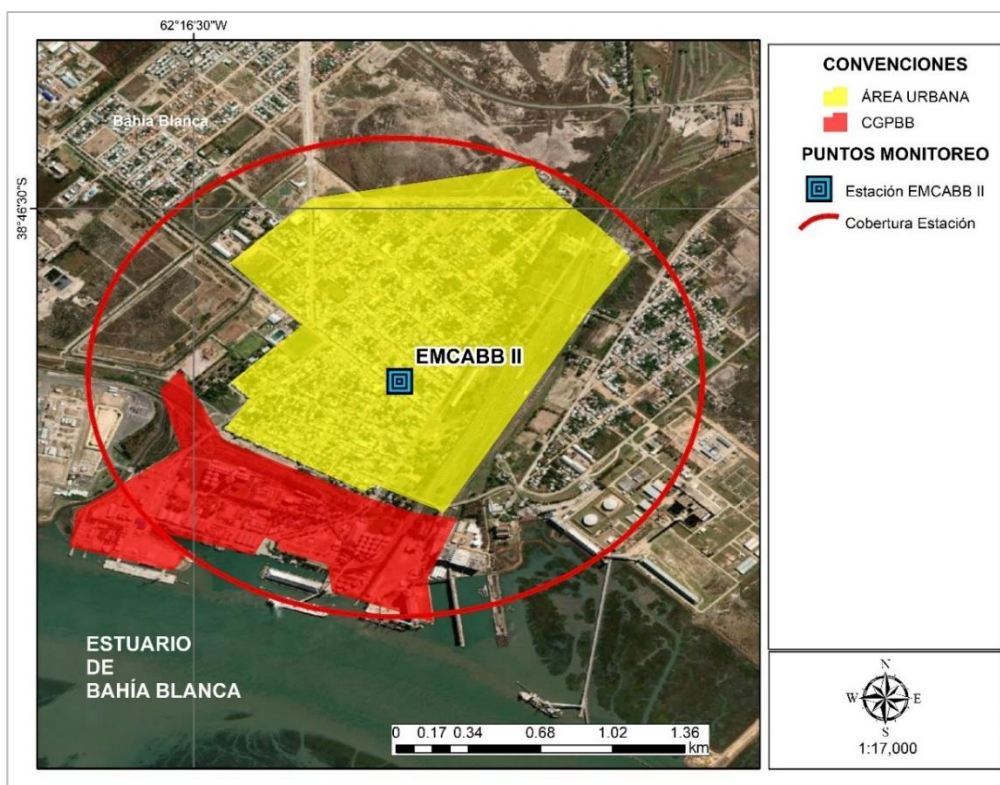 62°16'30"W
38°46'30"S
Bahía Blanca
EMCABB II
ESTUARIO
DE
BAHÍA BLANCA
0 0.17 0.34 0.68 1.02 1.36
km
CONVENCIONES
ÁREA URBANA
CGPBB
PUNTOS MONITOREO
Estación EMCABB II
Cobertura Estación
N
W E
S
1:17,000